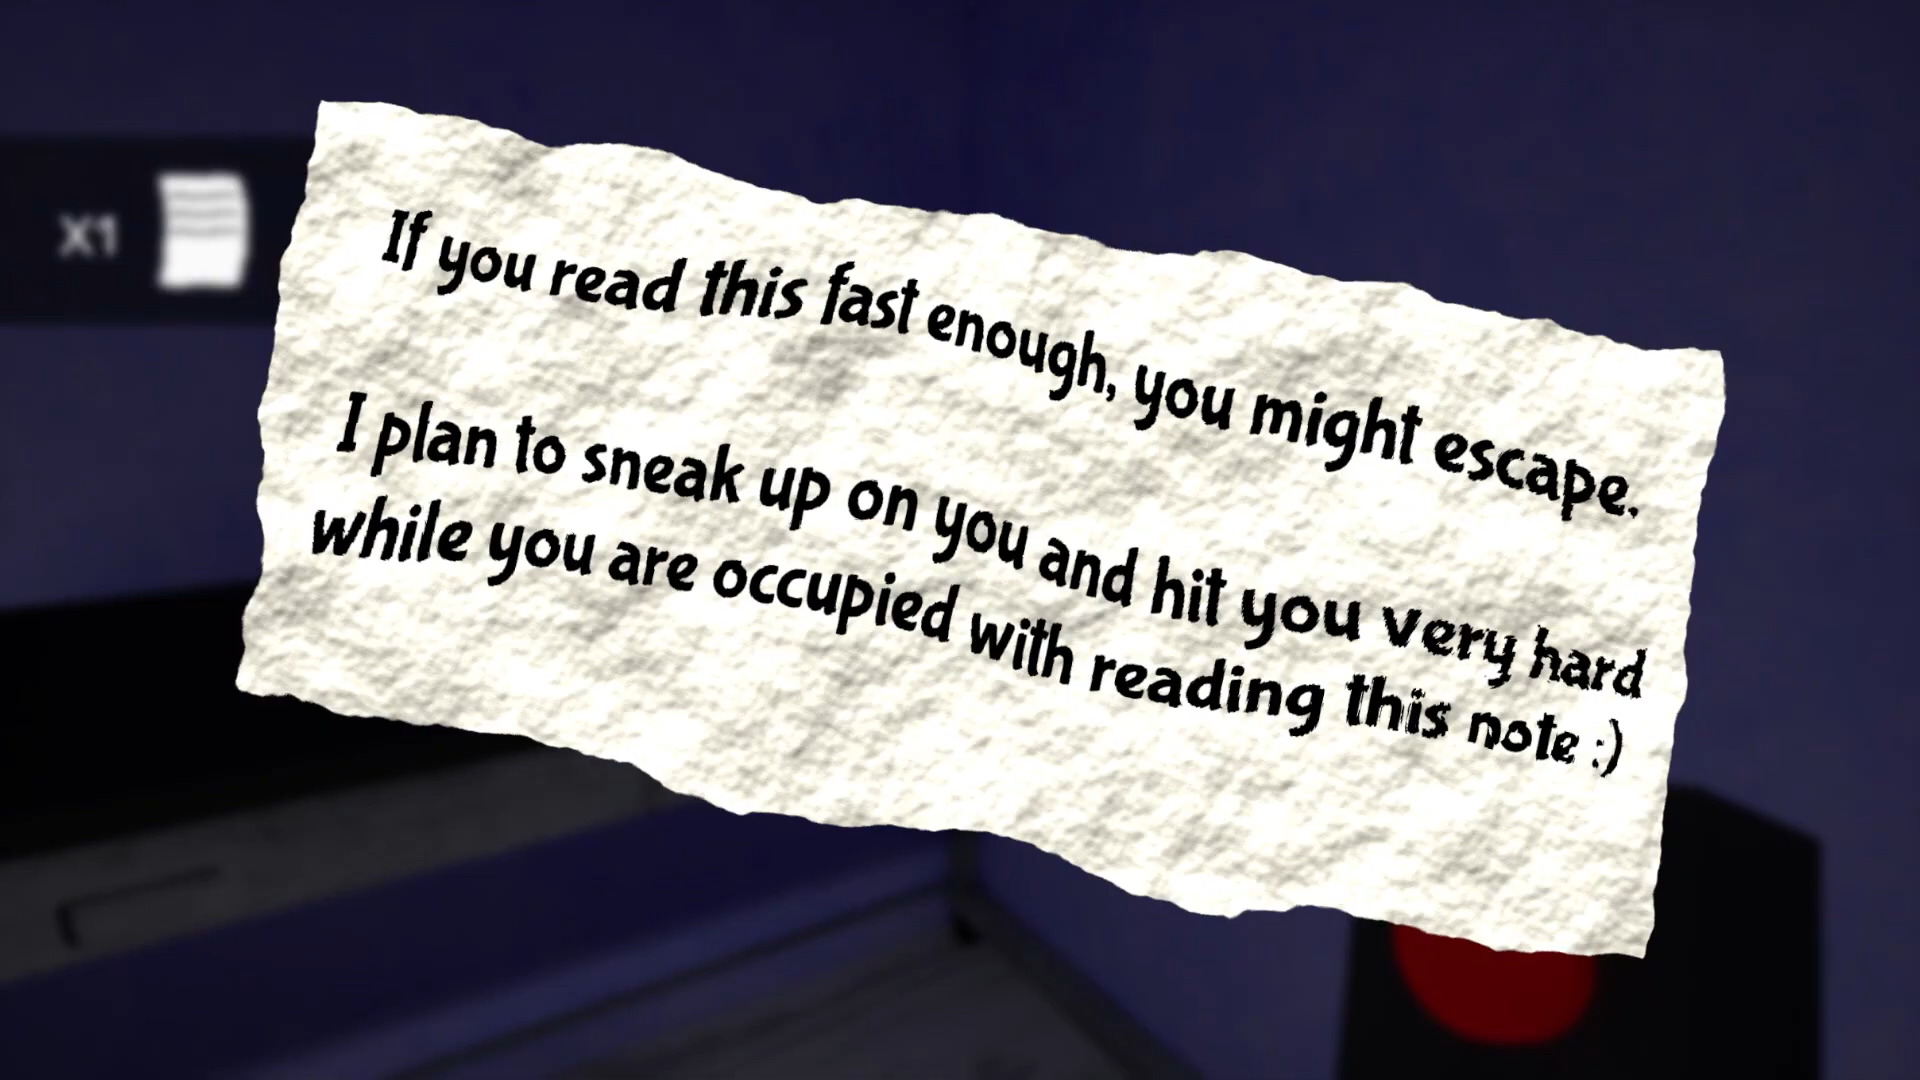 X1
If you read this fast enough, you might escape.
I plan to sneak up on you and hit you very hard
while you are occupied with reading this note :)